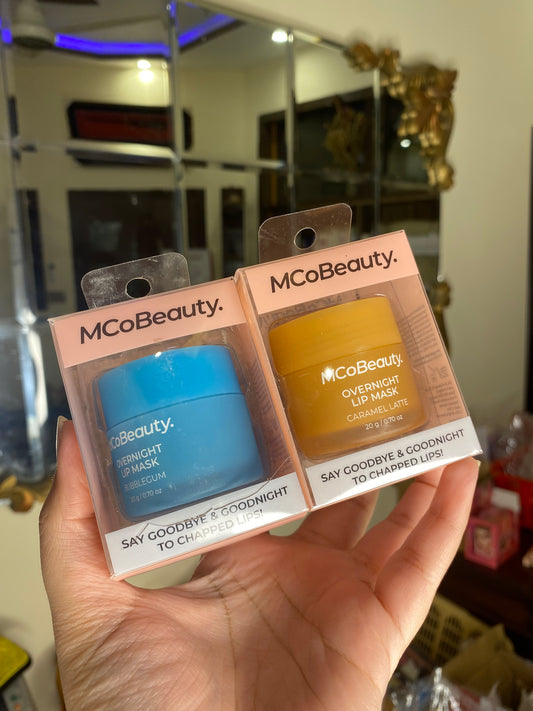 MCoBeauty.
CoBeauty.
OVERNIGHT
LIP MASK
BUBBLEGUM
20 g / 0.70 oz
SAY GOODBYE & GOODNIGHT
TO CHAPPED LIPS!
MCoBeauty.
MCoBeauty.
OVERNIGHT
LIP MASK
CARAMEL LATTE
20 g / 0.70 oz
SAY GOODBYE & GOODNIGHT
TO CHAPPED LIPS!